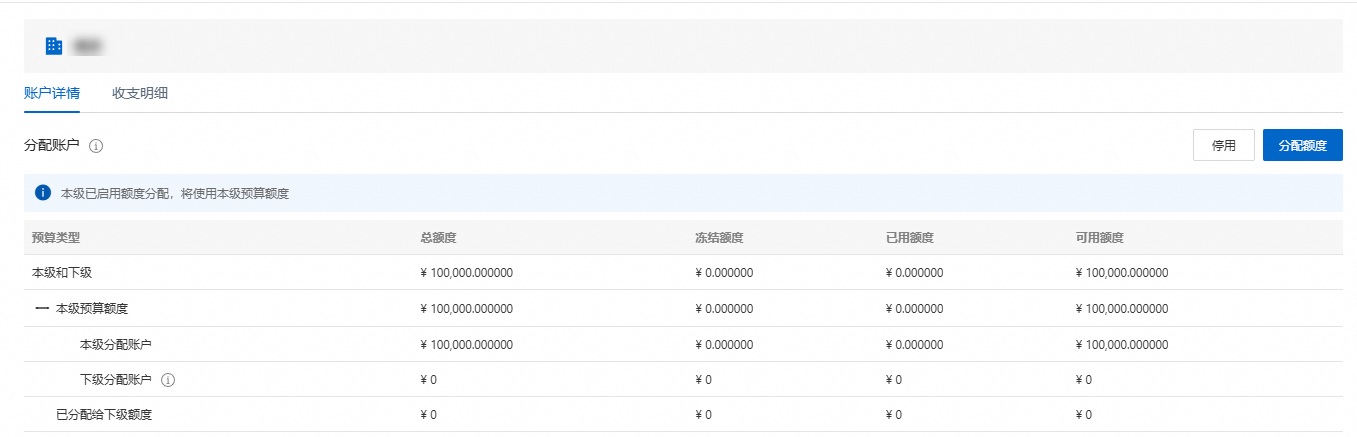 账户详情 收支明细
分配账户 停用 分配额度
本级已启用额度分配，将使用本级预算额度
预算类型 总额度 冻结额度 已用额度 可用额度
本级和下级 ¥ 100,000.000000 ¥ 0.000000 ¥ 0.000000 ¥ 100,000.000000
本级预算额度 ¥ 100,000.000000 ¥ 0.000000 ¥ 0.000000 ¥ 100,000.000000
本级分配账户 ¥ 100,000.000000 ¥ 0.000000 ¥ 0.000000 ¥ 100,000.000000
下级分配账户 ¥ 0 ¥ 0 ¥ 0 ¥ 0
已分配给下级额度 ¥ 0 ¥ 0 ¥ 0 ¥ 0